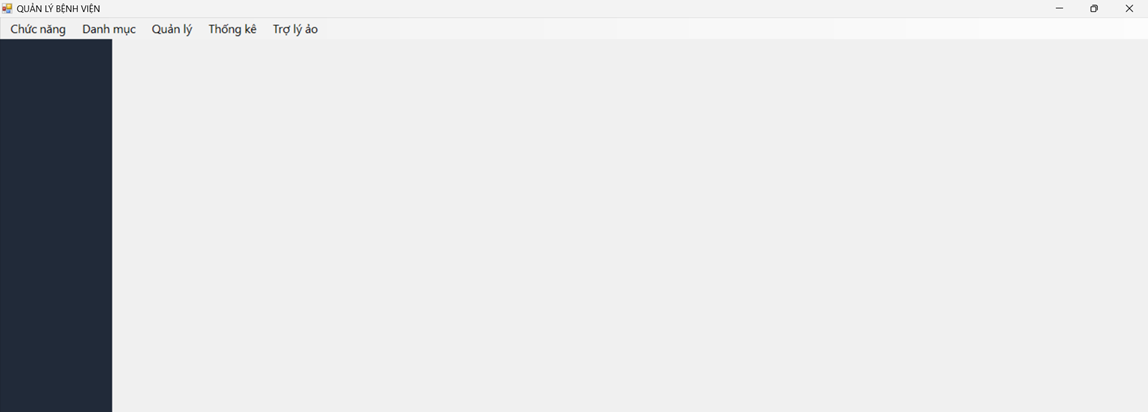 QUẢN LÝ BỆNH VIỆN
Chức năng Danh mục Quản lý Thống kê Trợ lý ảo